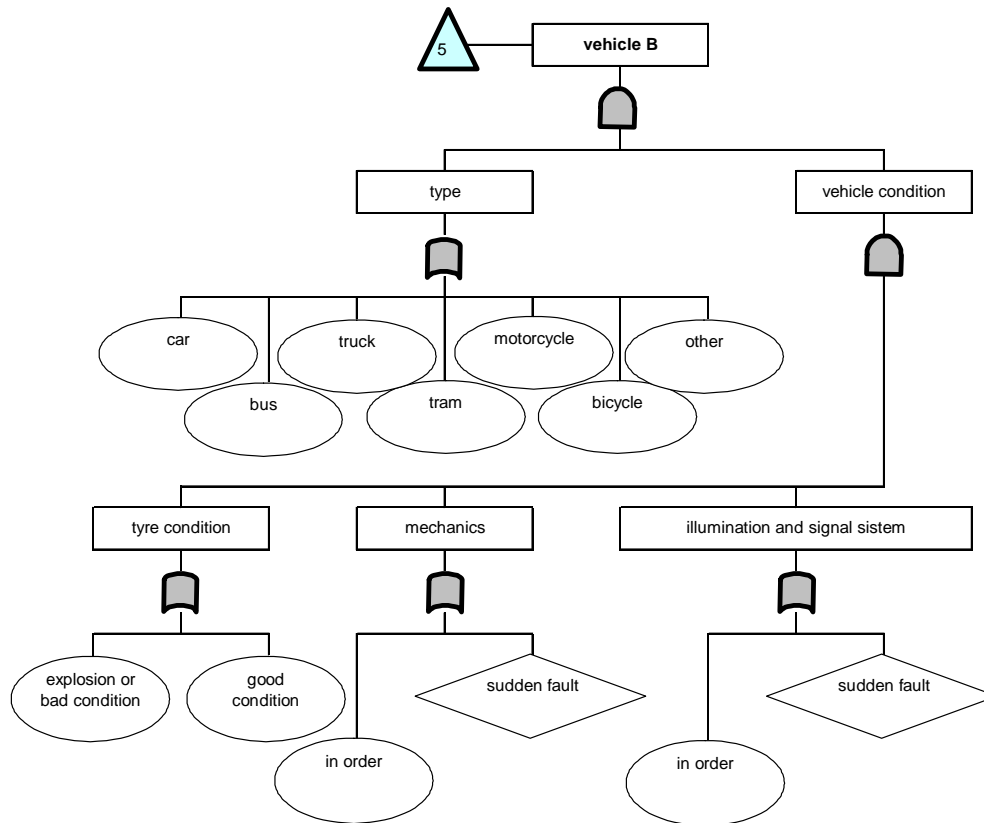 5
vehicle B
type
vehicle condition
car
truck
motorcycle
other
bus
tram
bicycle
tyre condition
mechanics
illumination and signal sistem
explosion or
bad condition
good
condition
sudden fault
sudden fault
in order
in order